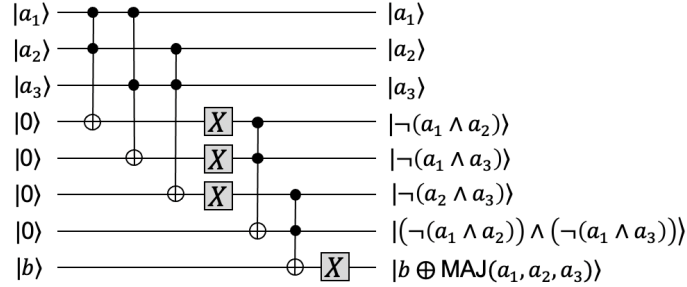 |a₁⟩ |a₁⟩
|a₂⟩ |a₂⟩
|a₃⟩ |a₃⟩
|0⟩ X |¬(a₁ ∧ a₂)⟩
|0⟩ X |¬(a₁ ∧ a₃)⟩
|0⟩ X |¬(a₂ ∧ a₃)⟩
|0⟩ |(¬(a₁ ∧ a₂)) ∧ (¬(a₁ ∧ a₃))⟩
|b⟩ X |b ⊕ MAJ(a₁, a₂, a₃)⟩